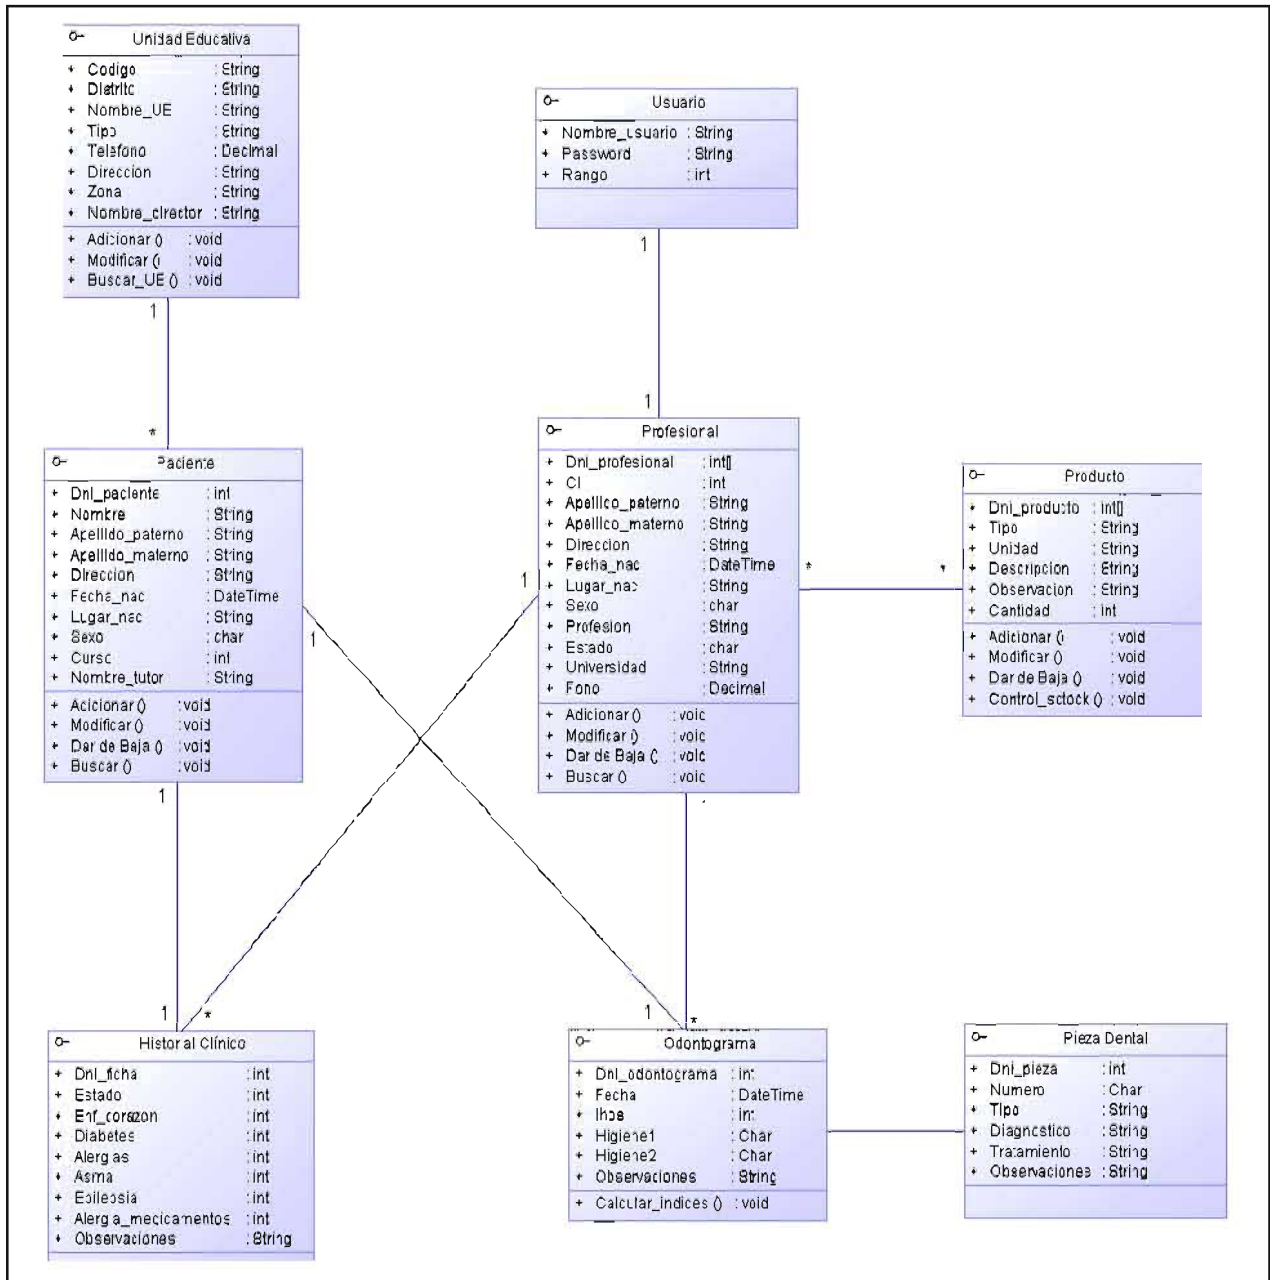 Unidad Educativa
+ Codigo : String
+ Distrito : String
+ Nombre_UE : String
+ Tipo : String
+ Telefono : Decimal
+ Direccion : String
+ Zona : String
+ Nombre_director : String
+ Adicionar () : void
+ Modificar () : void
+ Buscar_UE () : void
Usuario
+ Nombre_usuario : String
+ Password : String
+ Rango : int
1
1
1
*
Paciente
+ Dni_paciente : int
+ Nombre : String
+ Apellido_paterno : String
+ Apellido_materno : String
+ Direccion : String
+ Fecha_nac : DateTime
+ Lugar_nac : String
+ Sexo : char
+ Curso : int
+ Nombre_tutor : String
+ Adicionar () : void
+ Modificar () : void
+ Dar de Baja () : void
+ Buscar () : void
Profesional
+ Dni_profesional : int[]
+ CI : int
+ Apellico_paterno : String
+ Apellico_materno : String
+ Direccion : String
+ Fecha_nac : DateTime
+ Lugar_nac : String
+ Sexo : char
+ Profesion : String
+ Estado : char
+ Universidad : String
+ Fono : Decimal
+ Adicionar () : void
+ Modificar () : void
+ Dar de Baja () : void
+ Buscar () : void
Producto
+ Dni_producto : int[]
+ Tipo : String
+ Unidad : String
+ Descripcion : String
+ Observacion : String
+ Cantidad : int
+ Adicionar () : void
+ Modificar () : void
+ Dar de Baja () : void
+ Control_sctock () : void
* *
1
1
1
1 *
1 *
Historial Clínico
+ Dni_ficha : int
+ Estado : int
+ Enf_corazon : int
+ Diabetes : int
+ Alergias : int
+ Asma : int
+ Epilepsia : int
+ Alergia_medicamentos : int
+ Observaciones : String
Odontograma
+ Dni_odontograma : int
+ Fecha : DateTime
+ Ihos : int
+ Higiene1 : Char
+ Higiene2 : Char
+ Observaciones : String
+ Calcular_indices () : void
Pieza Dental
+ Dni_pieza : int
+ Numero : Char
+ Tipo : String
+ Diagnostico : String
+ Tratamiento : String
+ Observaciones : String